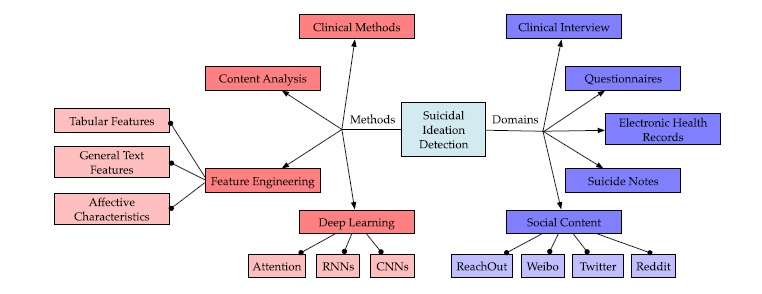 Clinical Methods
Clinical Interview
Content Analysis
Questionnaires
Tabular Features
Methods
Suicidal
Ideation
Detection
Domains
Electronic Health
Records
General Text
Features
Feature Engineering
Suicide Notes
Affective
Characteristics
Deep Learning
Social Content
Attention
RNNs
CNNs
ReachOut
Weibo
Twitter
Reddit